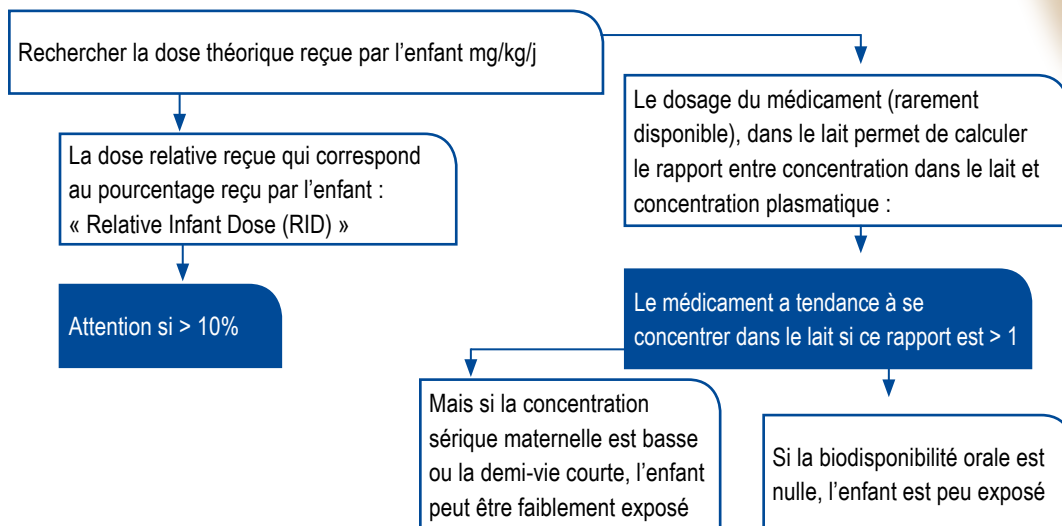 Rechercher la dose théorique reçue par l'enfant mg/kg/j
La dose relative reçue qui correspond
au pourcentage reçu par l'enfant :
« Relative Infant Dose (RID) »
Attention si > 10%
Le dosage du médicament (rarement
disponible), dans le lait permet de calculer
le rapport entre concentration dans le lait et
concentration plasmatique :
Le médicament a tendance à se
concentrer dans le lait si ce rapport est > 1
Mais si la concentration
sérique maternelle est basse
ou la demi-vie courte, l'enfant
peut être faiblement exposé
Si la biodisponibilité orale est
nulle, l'enfant est peu exposé